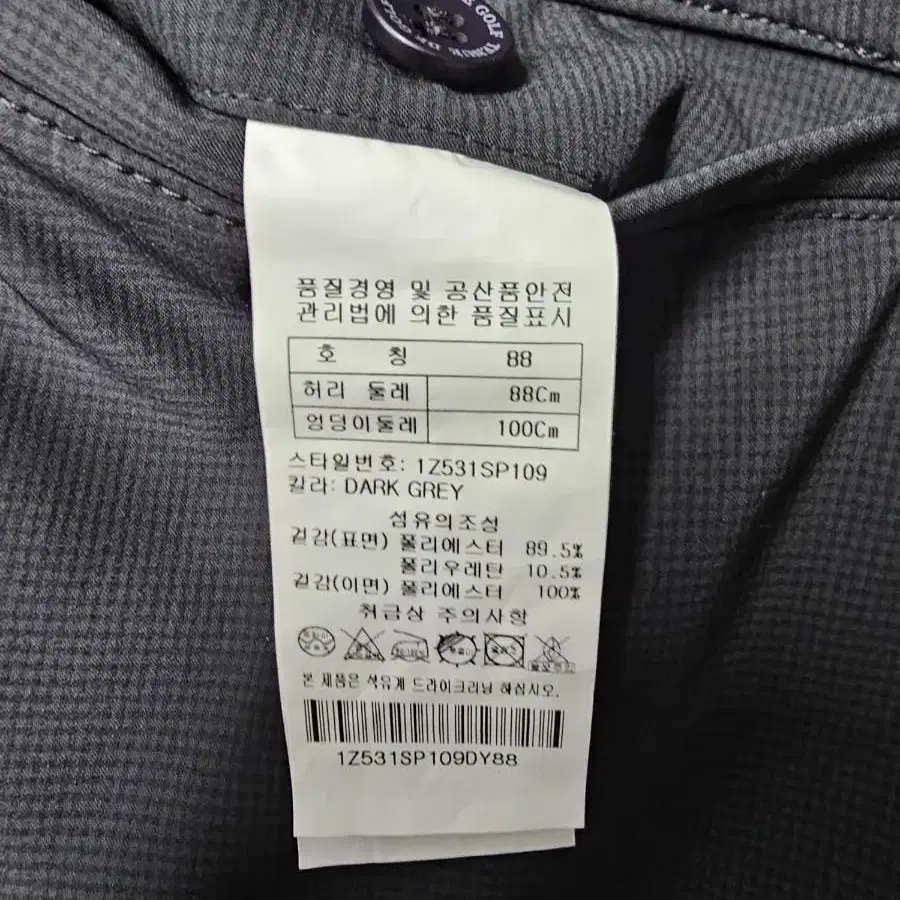 GOLF
품질경영 및 공산품안전
관리법에 의한 품질표시
호 칭 88
허리 둘레 88Cm
엉덩이둘레 100Cm
스타일번호: 1Z531SP109
킬라: DARK GREY
섬유의조성
겉감(표면) 폴리에스터 89.5%
폴리우레탄 10.5%
겉감(이면) 폴리에스터 100%
취급상 주의사항
본 제품은 석유계 드라이크리닝 하십시오.
1Z531SP109DY88